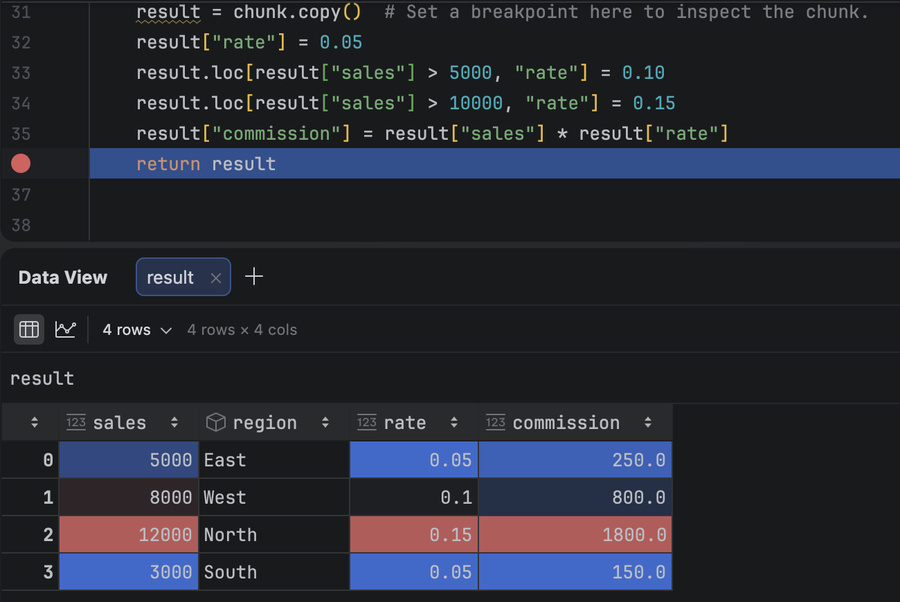 31 result = chunk.copy()  # Set a breakpoint here to inspect the chunk.
32 result["rate"] = 0.05
33 result.loc[result["sales"] > 5000, "rate"] = 0.10
34 result.loc[result["sales"] > 10000, "rate"] = 0.15
35 result["commission"] = result["sales"] * result["rate"]
return result
37
38
Data View result × +
4 rows 4 rows × 4 cols
result
123 sales region 123 rate 123 commission
0 5000 East 0.05 250.0
1 8000 West 0.1 800.0
2 12000 North 0.15 1800.0
3 3000 South 0.05 150.0